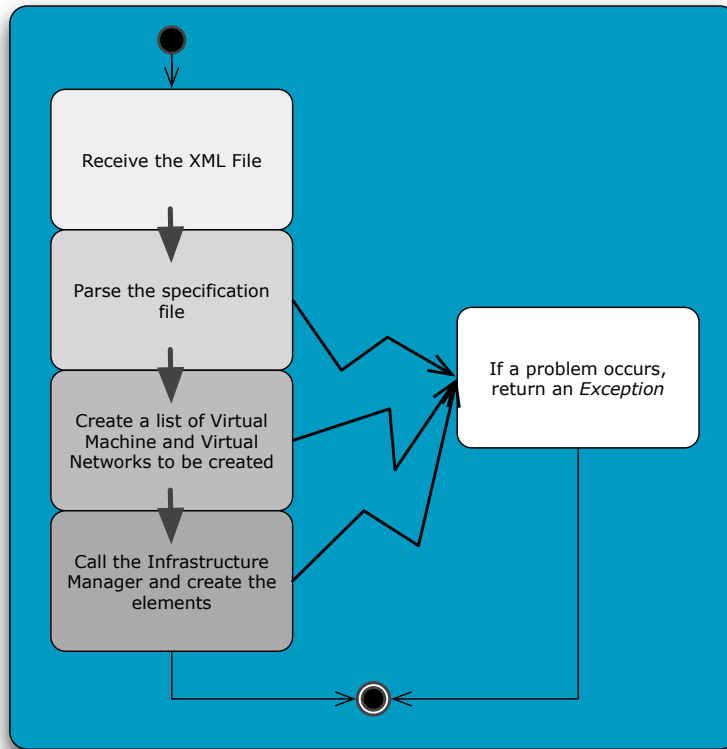 Receive the XML File
Parse the specification
file
Create a list of Virtual
Machine and Virtual
Networks to be created
Call the Infrastructure
Manager and create the
elements
If a problem occurs,
return an Exception